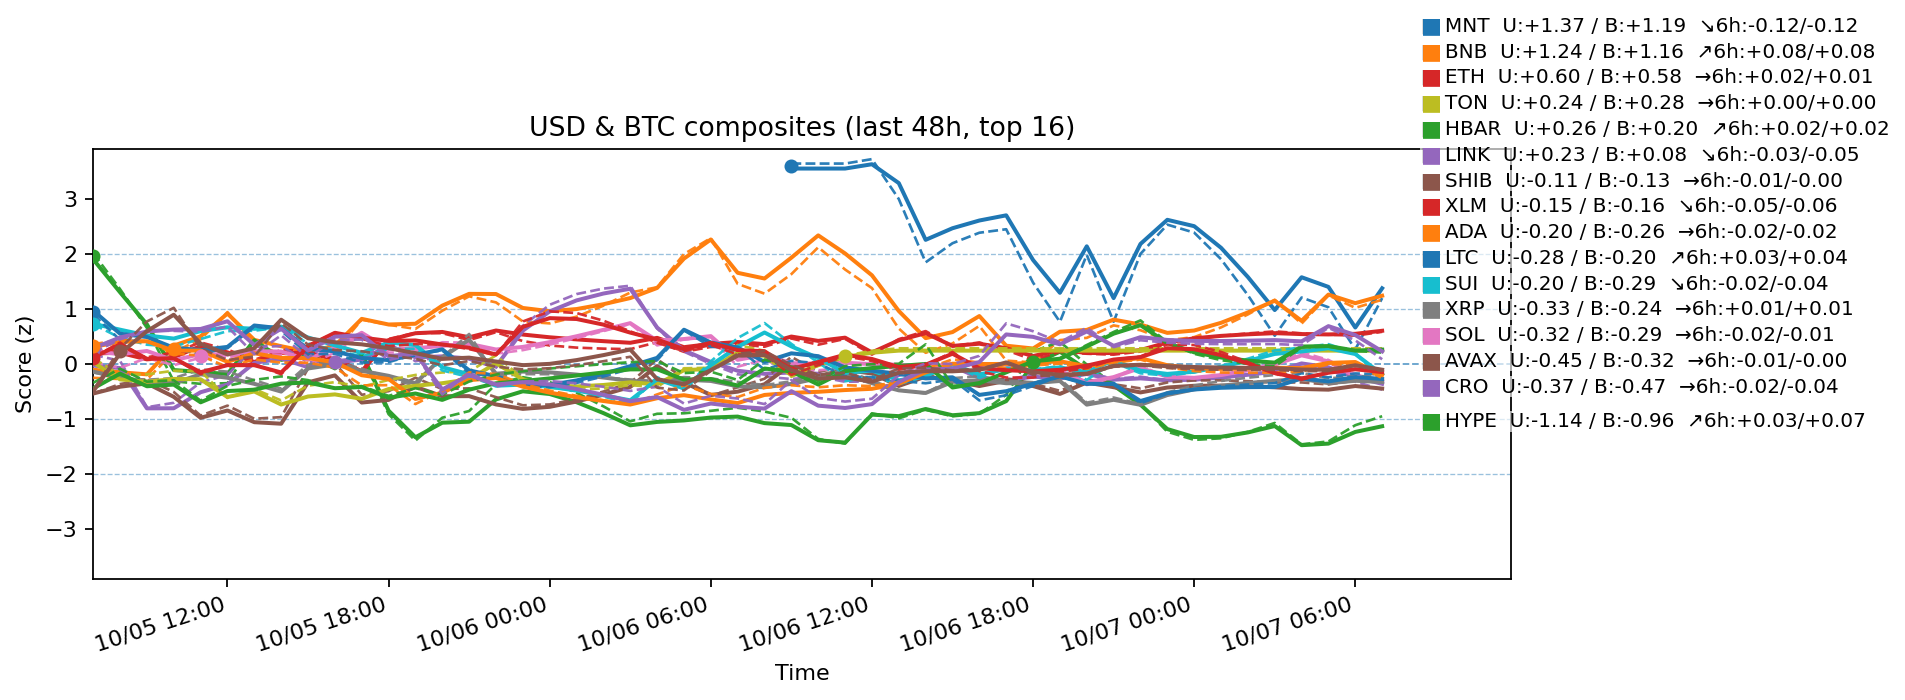 MNT U:+1.37 / B:+1.19 ↘6h:-0.12/-0.12
BNB U:+1.24 / B:+1.16 ↗6h:+0.08/+0.08
ETH U:+0.60 / B:+0.58 →6h:+0.02/+0.01
TON U:+0.24 / B:+0.28 →6h:+0.00/+0.00
HBAR U:+0.26 / B:+0.20 ↗6h:+0.02/+0.02
LINK U:+0.23 / B:+0.08 ↘6h:-0.03/-0.05
SHIB U:-0.11 / B:-0.13 →6h:-0.01/-0.00
XLM U:-0.15 / B:-0.16 ↘6h:-0.05/-0.06
ADA U:-0.20 / B:-0.26 →6h:-0.02/-0.02
LTC U:-0.28 / B:-0.20 ↗6h:+0.03/+0.04
SUI U:-0.20 / B:-0.29 ↘6h:-0.02/-0.04
XRP U:-0.33 / B:-0.24 →6h:+0.01/+0.01
SOL U:-0.32 / B:-0.29 →6h:-0.02/-0.01
AVAX U:-0.45 / B:-0.32 →6h:-0.01/-0.00
CRO U:-0.37 / B:-0.47 →6h:-0.02/-0.04
HYPE U:-1.14 / B:-0.96 ↗6h:+0.03/+0.07
USD & BTC composites (last 48h, top 16)
Score (z)
3
2
1
0
−1
−2
−3
10/05 12:00
10/05 18:00
10/06 00:00
10/06 06:00
10/06 12:00
10/06 18:00
10/07 00:00
10/07 06:00
Time